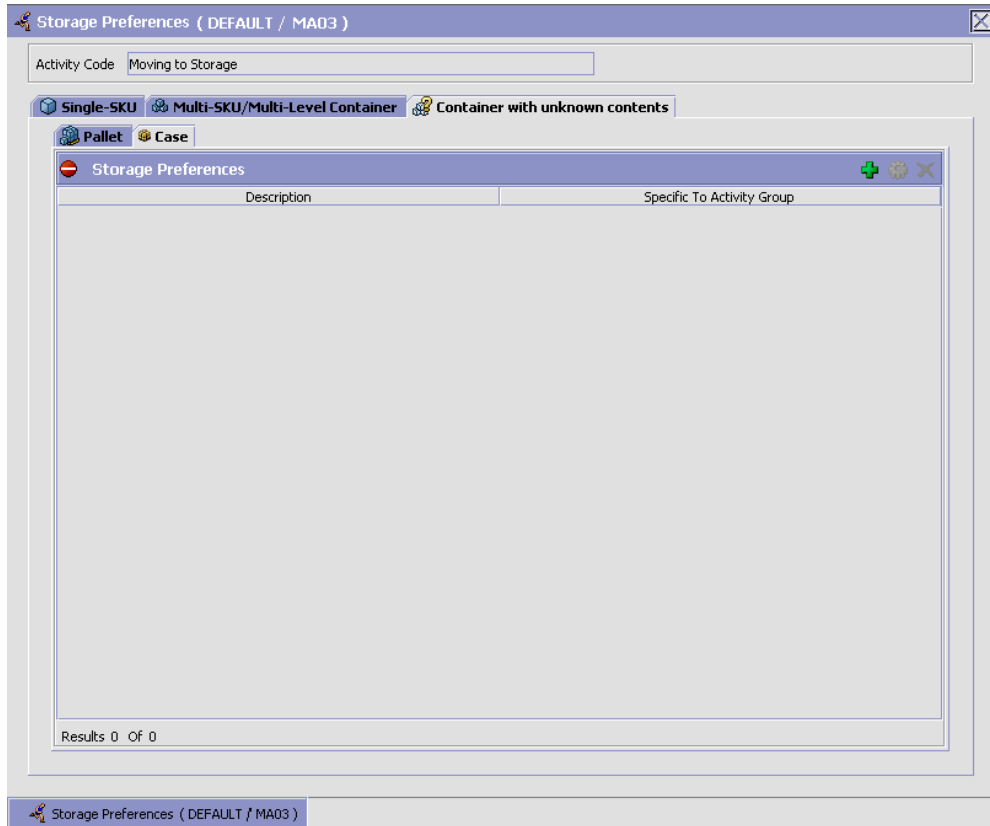 Storage Preferences ( DEFAULT / MA03 )
Activity Code Moving to Storage
Single-SKU Multi-SKU/Multi-Level Container Container with unknown contents
Pallet Case
Storage Preferences
Description Specific To Activity Group
Results 0 Of 0
Storage Preferences ( DEFAULT / MA03 )